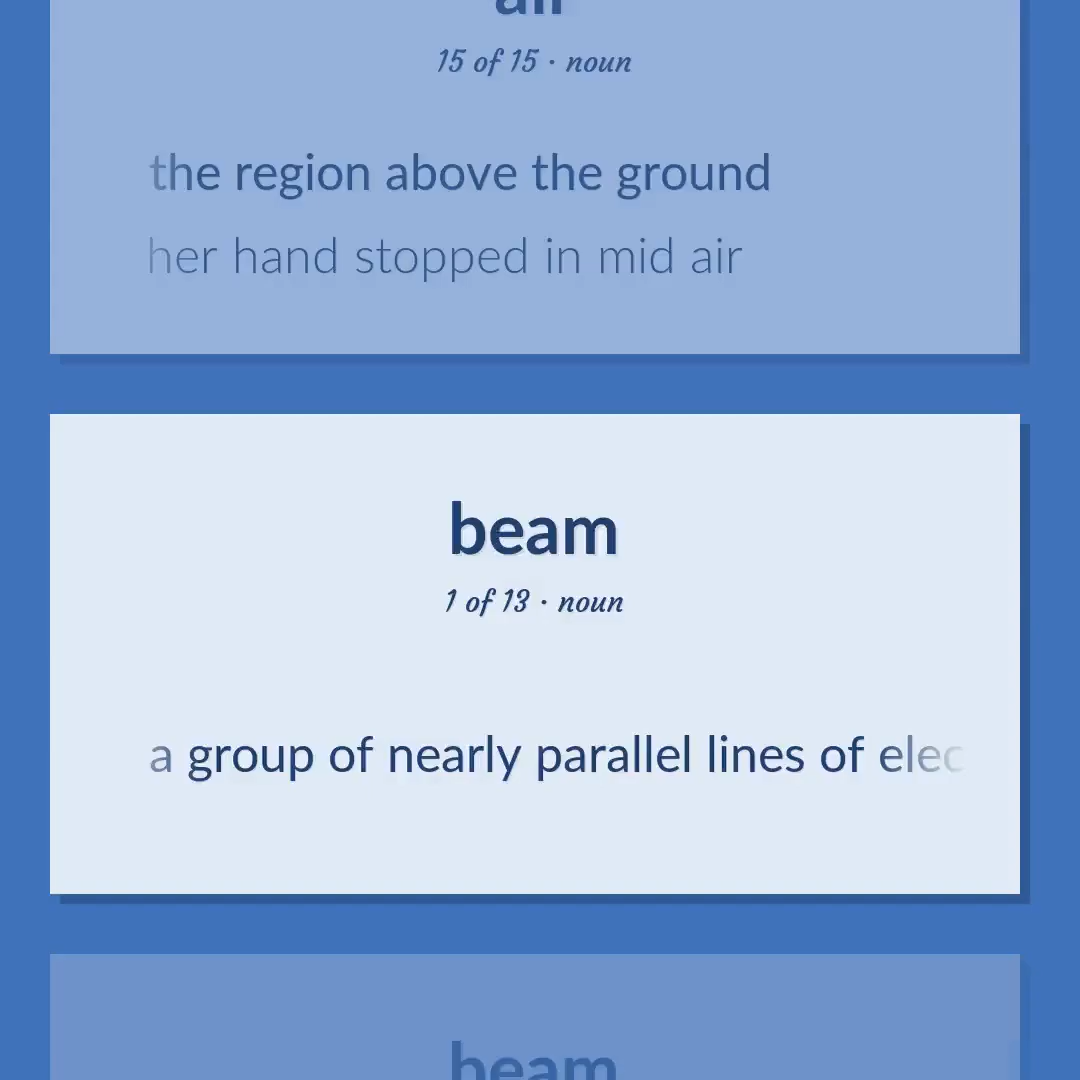 air
15 of 15 · noun
the region above the ground
her hand stopped in mid air
beam
1 of 13 · noun
a group of nearly parallel lines of elec
beam